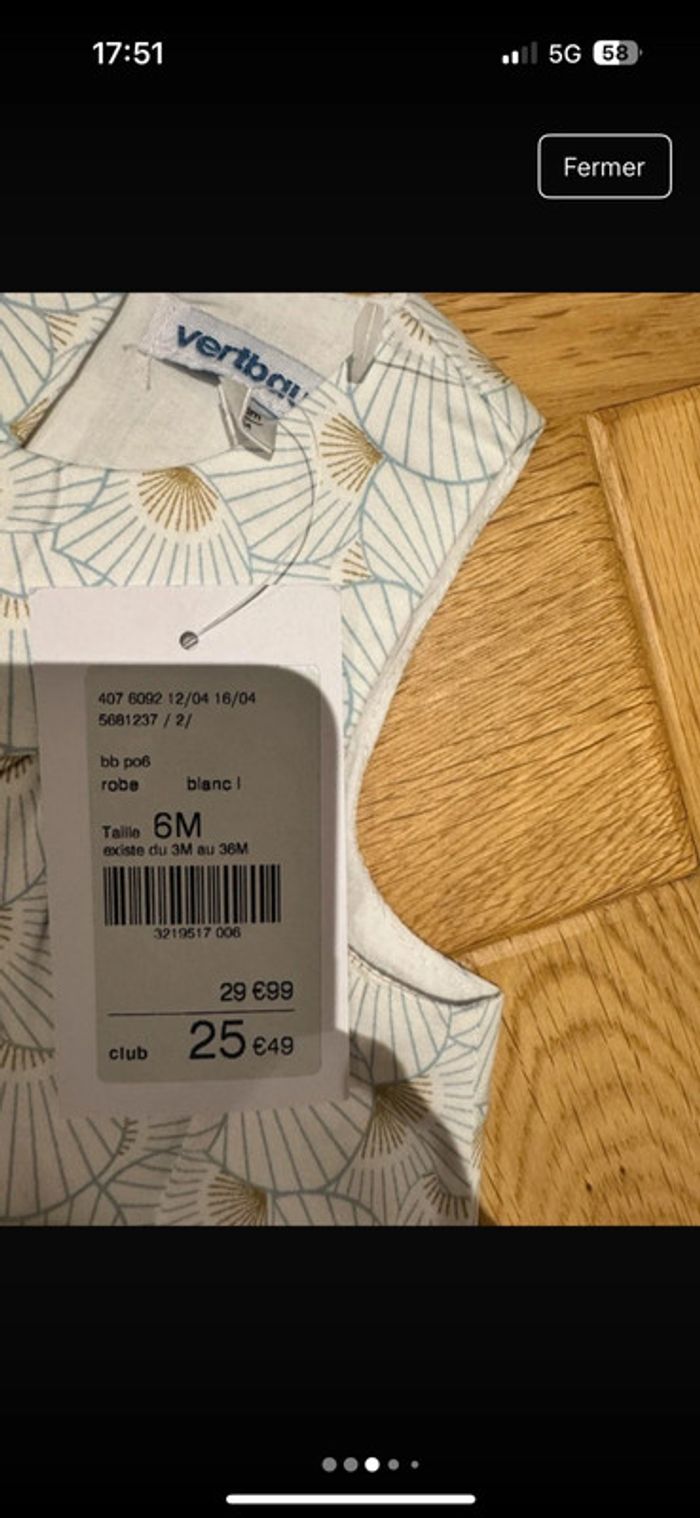 17:51 5G 58
Fermer
vertbau
407 6092 12/04 16/04
5681237 / 2/
bb po6
robe blanc l
Taille 6M
existe du 3M au 36M
3219517 006
29 €99
club 25 €49